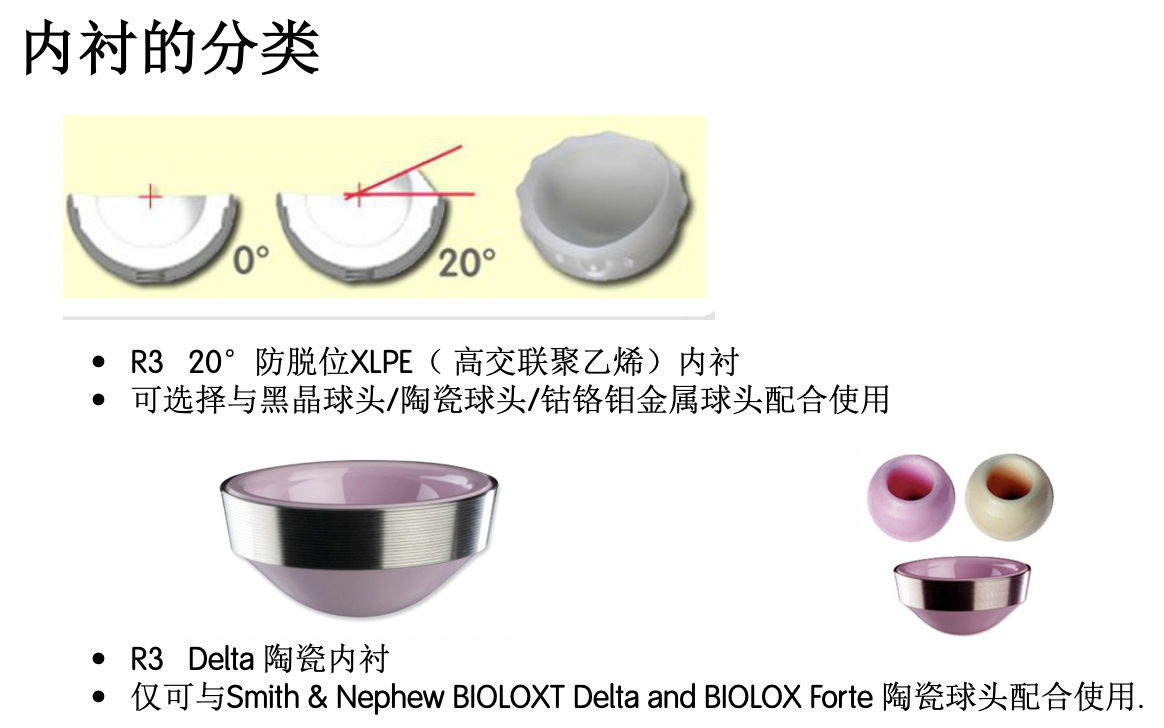 内衬的分类
0°
20°
• R3 20°防脱位XLPE（ 高交联聚乙烯）内衬
• 可选择与黑晶球头/陶瓷球头/钴铬钼金属球头配合使用
• R3 Delta 陶瓷内衬
• 仅可与Smith & Nephew BIOLOXT Delta and BIOLOX Forte 陶瓷球头配合使用.